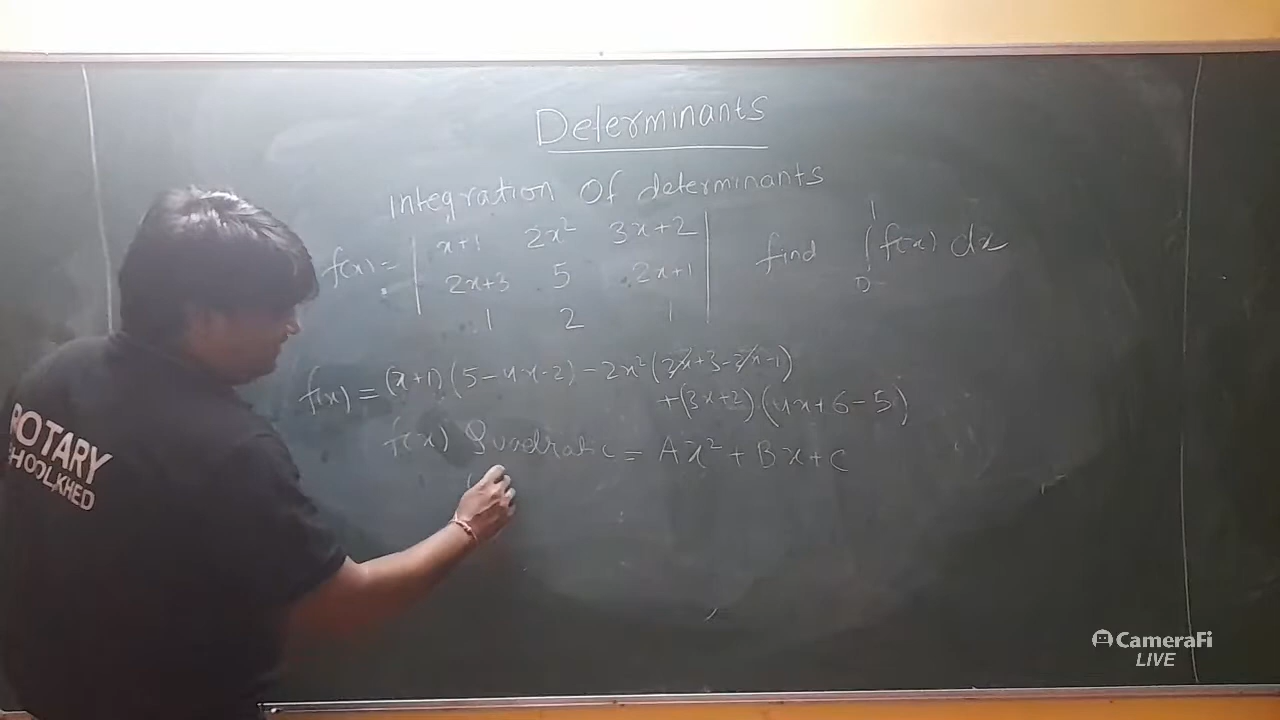 Determinants
Integration Of determinants
f(x) = | x+1 2x² 3x+2 |
| 2x+3 5 2x+1 |
| 1 2 1 |
find ∫₀¹ f(x) dx
f(x) = (x+1) (5-4x-2) - 2x² (2x+3-2x-1)
+(3x+2) (4x+6-5)
f(x) Quadratic = Ax² + Bx + C
ROTARY
SCHOOL, KHED
CameraFi
LIVE